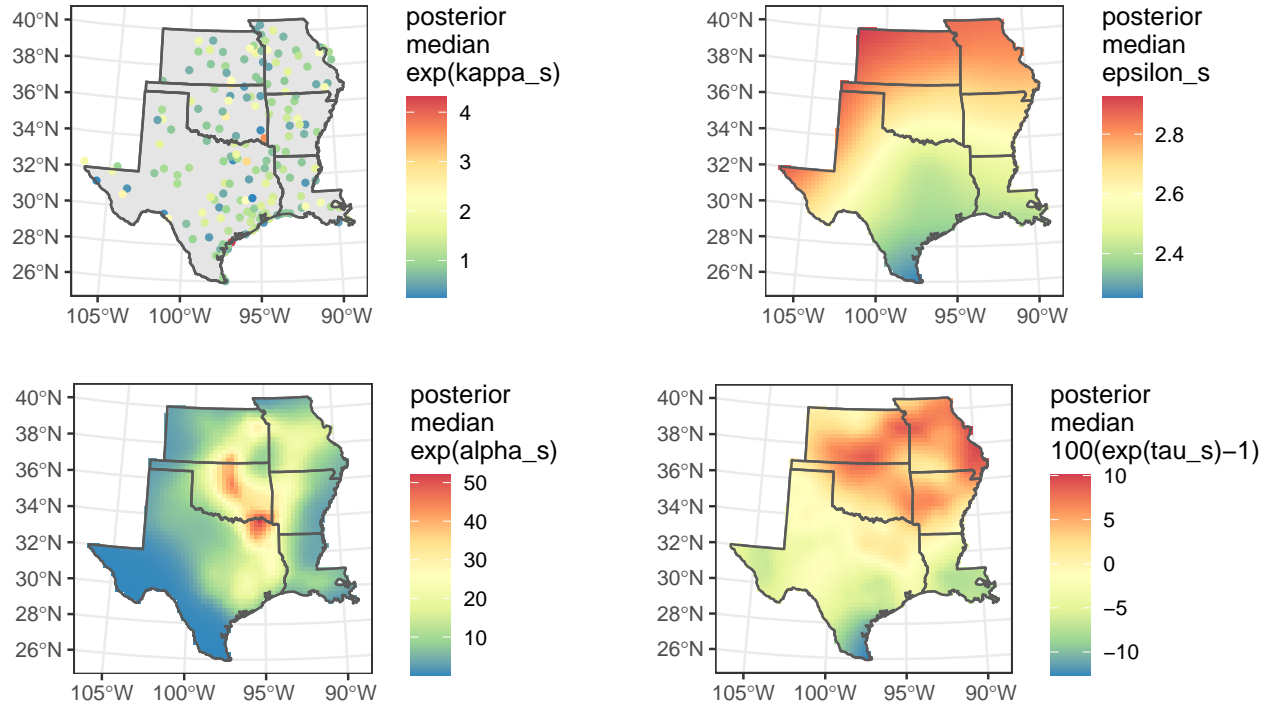 posterior
median
exp(kappa_s)
4
3
2
1
40°N
38°N
36°N
34°N
32°N
30°N
28°N
26°N
105°W 100°W 95°W 90°W
posterior
median
epsilon_s
2.8
2.6
2.4
40°N
38°N
36°N
34°N
32°N
30°N
28°N
26°N
105°W 100°W 95°W 90°W
posterior
median
exp(alpha_s)
50
40
30
20
10
40°N
38°N
36°N
34°N
32°N
30°N
28°N
26°N
105°W 100°W 95°W 90°W
posterior
median
100(exp(tau_s)−1)
10
5
0
−5
−10
40°N
38°N
36°N
34°N
32°N
30°N
28°N
26°N
105°W 100°W 95°W 90°W